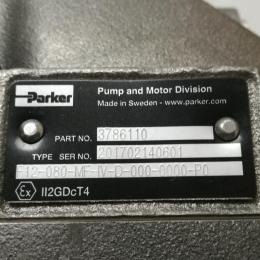 Parker
Pump and Motor Division
Made in Sweden - www.parker.com
PART NO. 3786110
TYPE SER NO. 201702140601
F12-080-MF-IV-D-000-0000-P0
Ex II2GDcT4